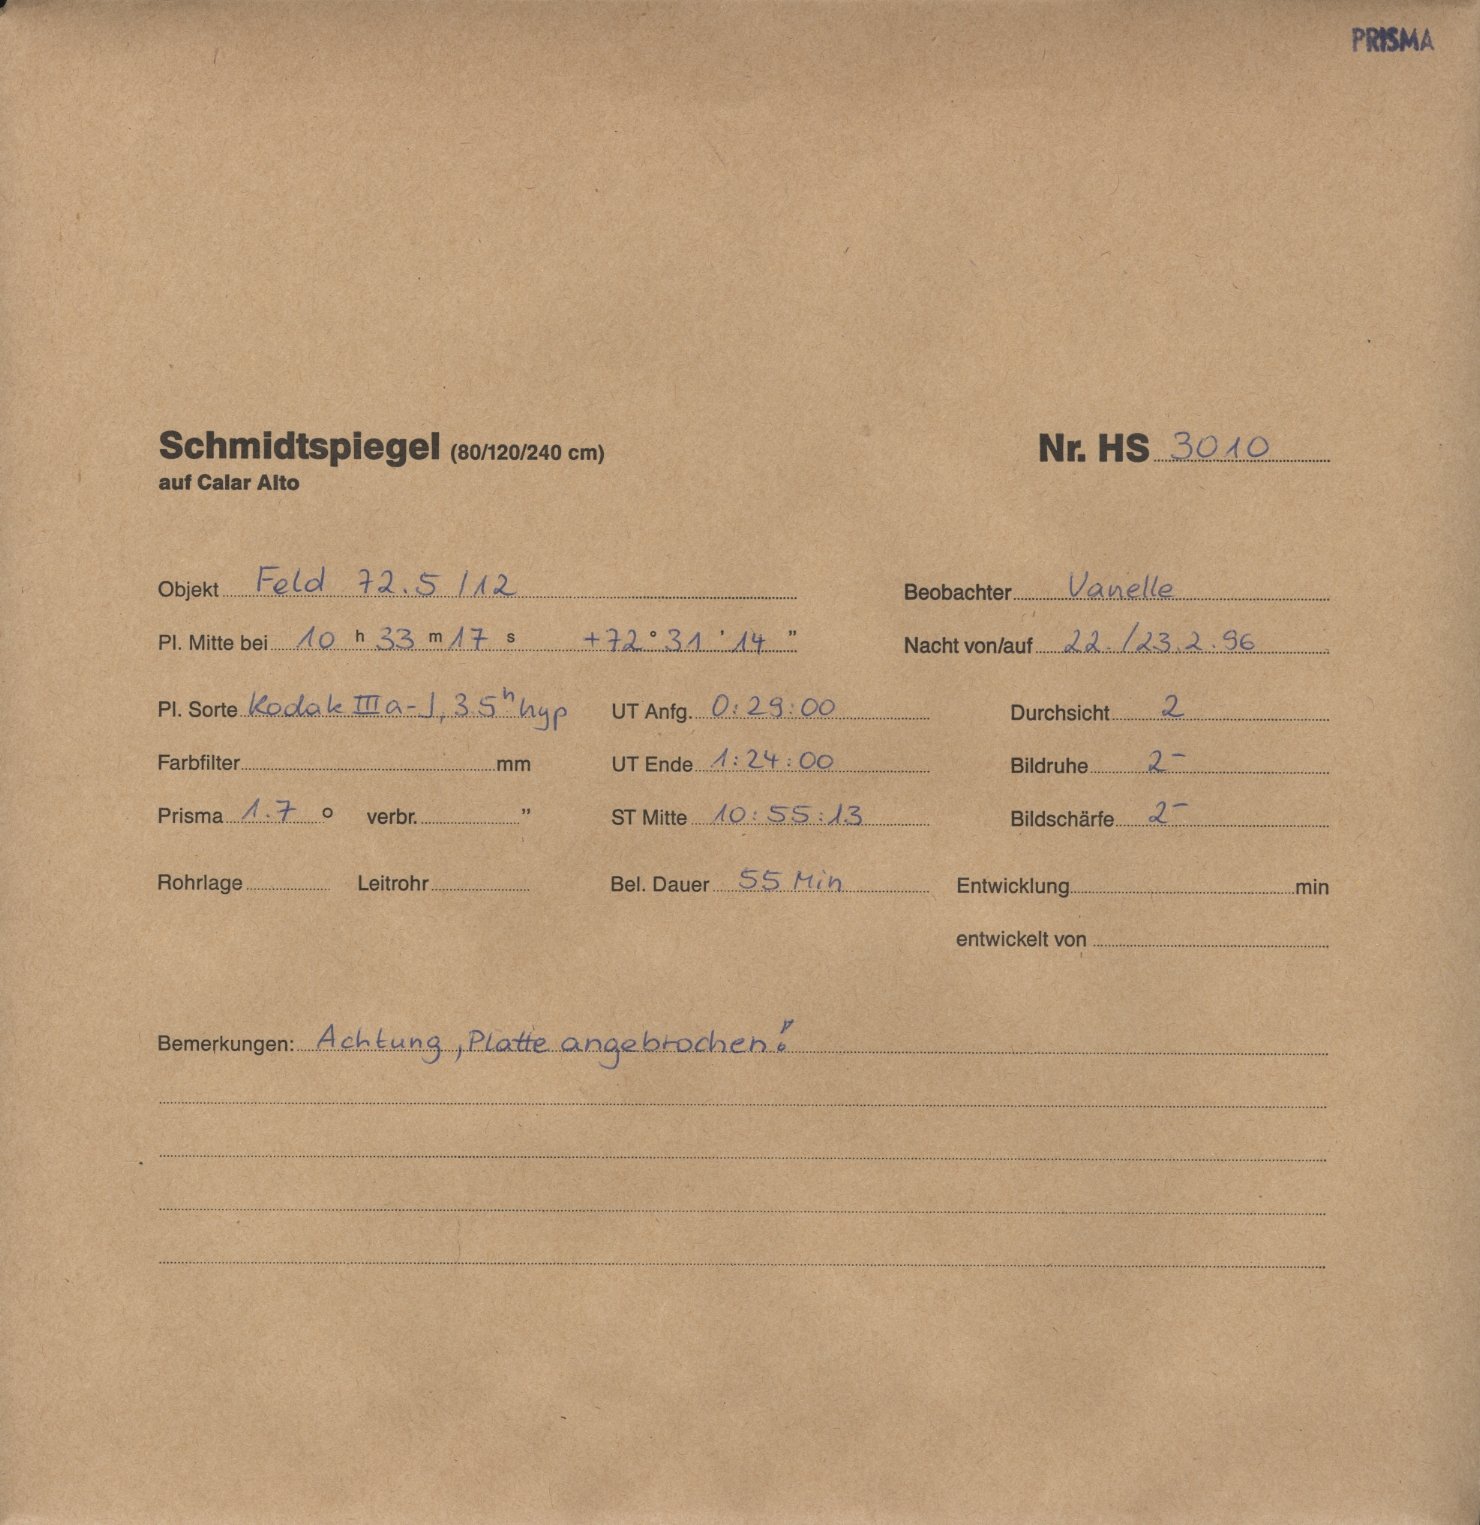 PRISMA
Schmidtspiegel (80/120/240 cm)
auf Calar Alto
Nr. HS 3010
Objekt Feld 72.5 /12
Beobachter Vanelle
Pl. Mitte bei 10 h 33 m 17 s +72 ° 31 ' 14 "
Nacht von/auf 22./23.2.96
Pl. Sorte Kodak IIIa-J, 3.5h hyp
UT Anfg. 0:29:00
Durchsicht 2
Farbfilter mm
UT Ende 1:24:00
Bildruhe 2-
Prisma 1.7 ° verbr. "
ST Mitte 10:55:13
Bildschärfe 2-
Rohrlage Leitrohr
Bel. Dauer 55 Min
Entwicklung min
entwickelt von
Bemerkungen: Achtung, Platte angebrochen!